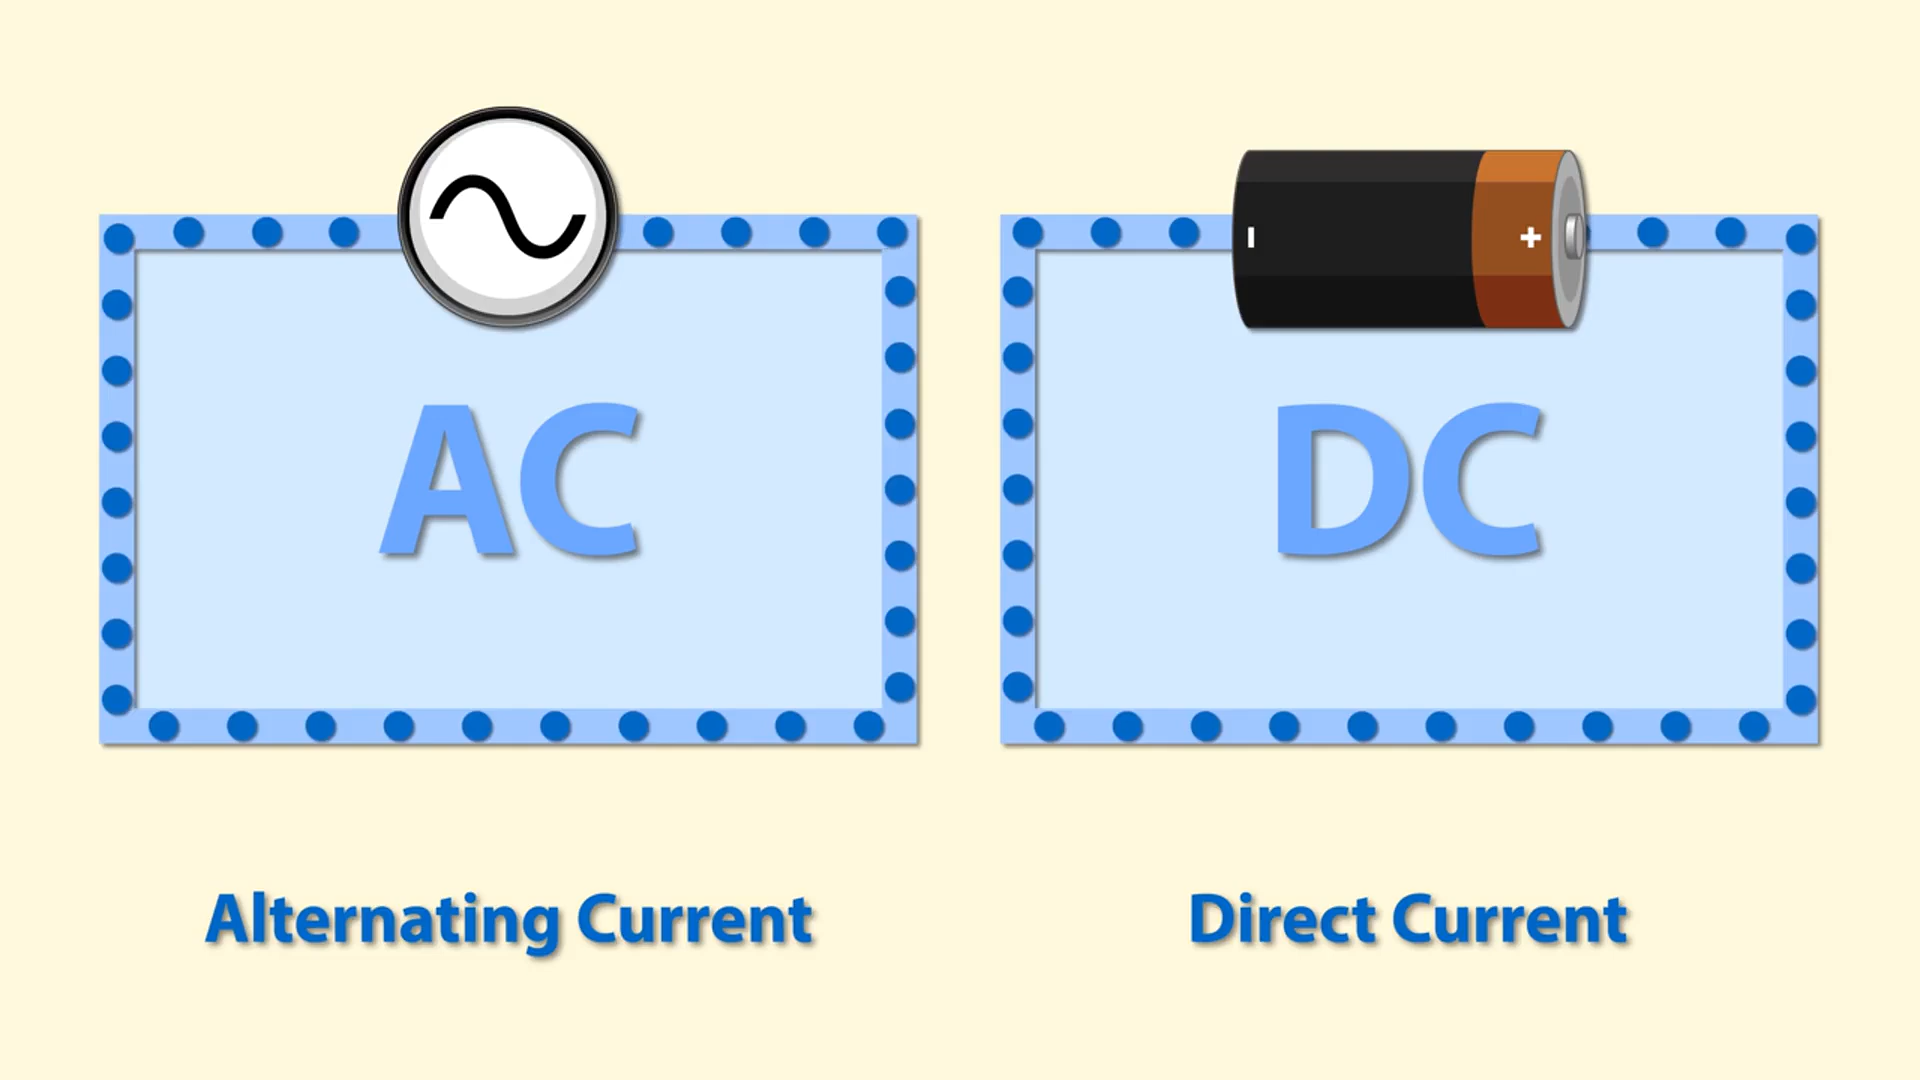 - +
AC
DC
Alternating Current
Direct Current